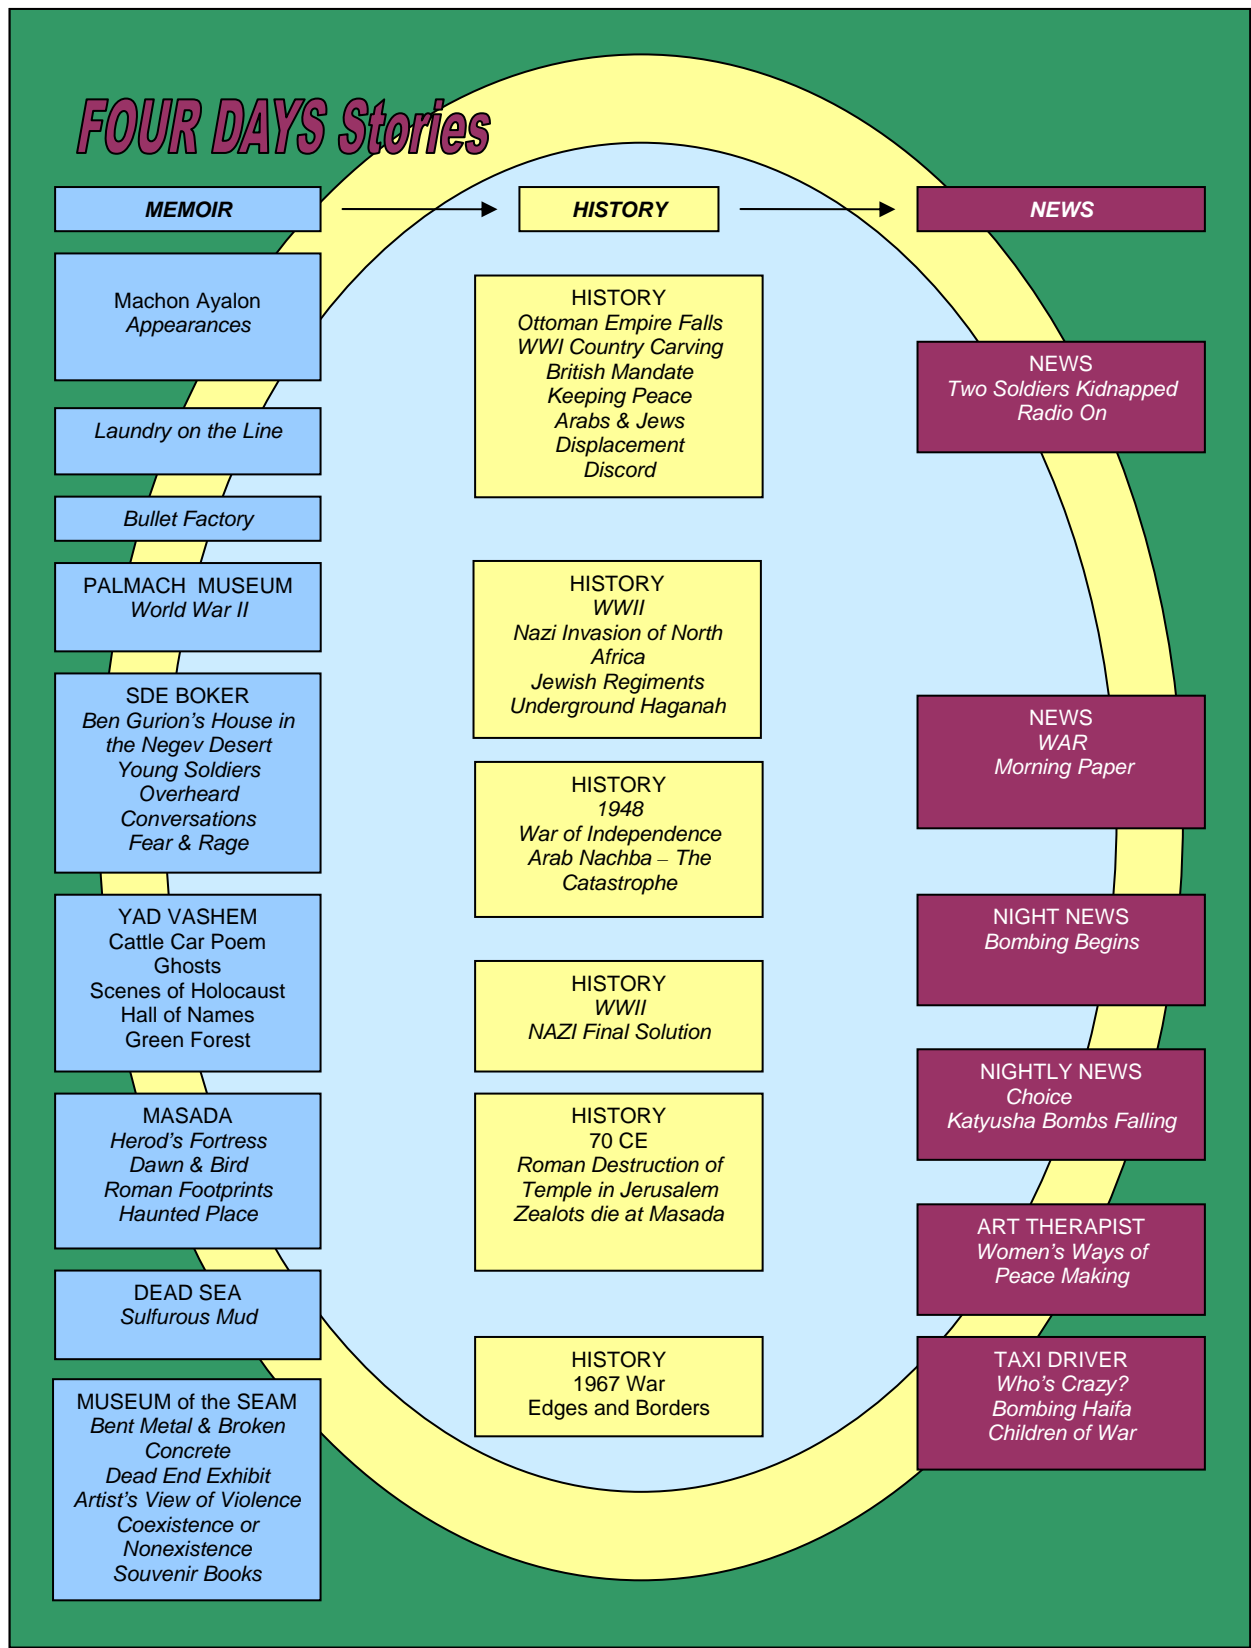 FOUR DAYS Stories
MEMOIR
HISTORY
NEWS
Machon Ayalon
Appearances
Laundry on the Line
Bullet Factory
PALMACH MUSEUM
World War II
SDE BOKER
Ben Gurion's House in
the Negev Desert
Young Soldiers
Overheard
Conversations
Fear & Rage
YAD VASHEM
Cattle Car Poem
Ghosts
Scenes of Holocaust
Hall of Names
Green Forest
MASADA
Herod's Fortress
Dawn & Bird
Roman Footprints
Haunted Place
DEAD SEA
Sulfurous Mud
MUSEUM of the SEAM
Bent Metal & Broken
Concrete
Dead End Exhibit
Artist's View of Violence
Coexistence or
Nonexistence
Souvenir Books
HISTORY
Ottoman Empire Falls
WWI Country Carving
British Mandate
Keeping Peace
Arabs & Jews
Displacement
Discord
HISTORY
WWII
Nazi Invasion of North
Africa
Jewish Regiments
Underground Haganah
HISTORY
1948
War of Independence
Arab Nachba – The
Catastrophe
HISTORY
WWII
NAZI Final Solution
HISTORY
70 CE
Roman Destruction of
Temple in Jerusalem
Zealots die at Masada
HISTORY
1967 War
Edges and Borders
NEWS
Two Soldiers Kidnapped
Radio On
NEWS
WAR
Morning Paper
NIGHT NEWS
Bombing Begins
NIGHTLY NEWS
Choice
Katyusha Bombs Falling
ART THERAPIST
Women's Ways of
Peace Making
TAXI DRIVER
Who's Crazy?
Bombing Haifa
Children of War